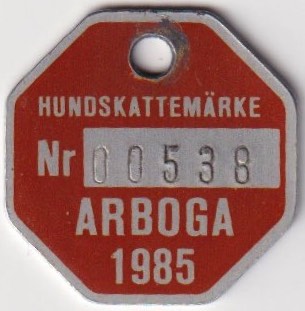 HUNDSKATTEMÄRKE
Nr 00538
ARBOGA
1985